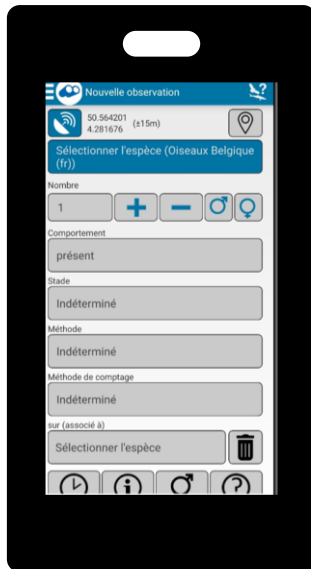 Nouvelle observation
?
50.564201
4.281676 (±15m)
Sélectionner l'espèce (Oiseaux Belgique
(fr))
Nombre
1
Comportement
présent
Stade
Indéterminé
Méthode
Indéterminé
Méthode de comptage
Indéterminé
sur (associé à)
Sélectionner l'espèce